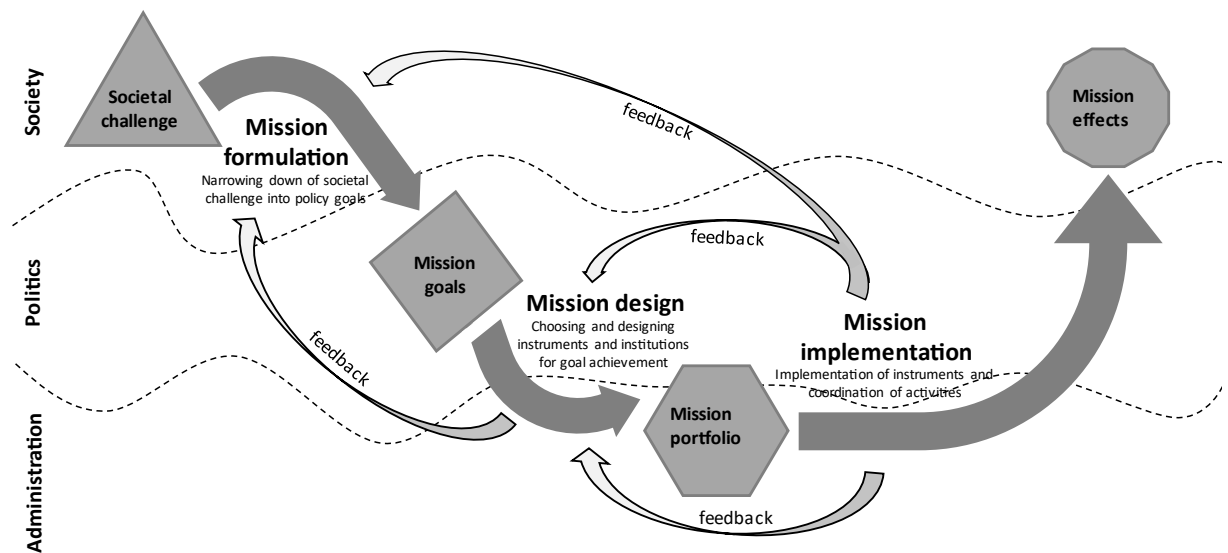 Society
Societal
challenge
Mission
formulation
Narrowing down of societal
challenge into policy goals
feedback
Mission
effects
Politics
Mission
goals
feedback
Mission design
Choosing and designing
instruments and institutions
for goal achievement
Mission
implementation
Implementation of instruments and
coordination of activities
feedback
Administration
Mission
portfolio
feedback